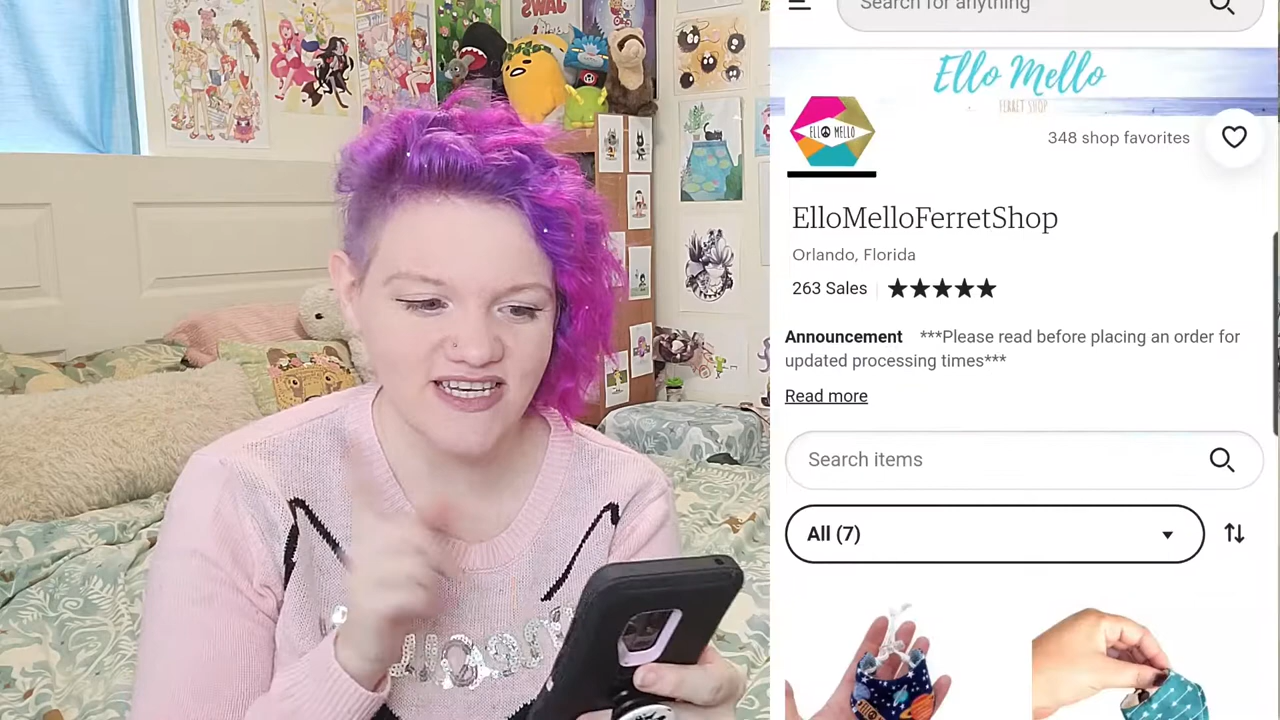 SWAL
Search for anything
Ello Mello
FERRET SHOP
ELLO MELLO
348 shop favorites
ElloMelloFerretShop
Orlando, Florida
263 Sales
Announcement ***Please read before placing an order for
updated processing times***
Read more
Search items
All (7)